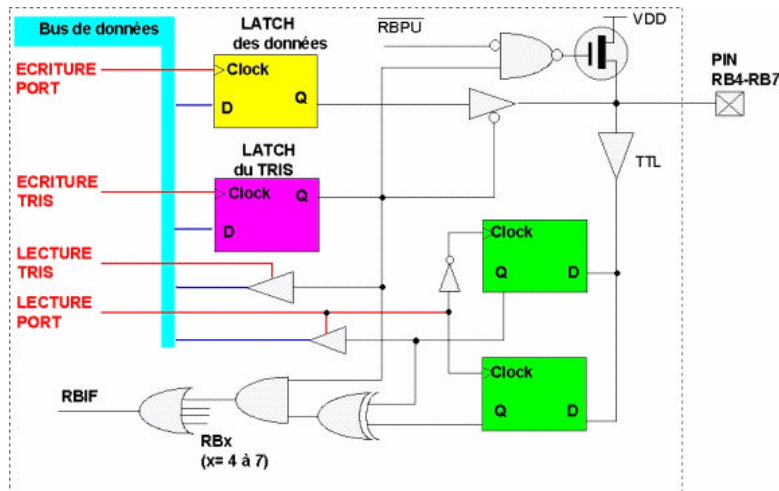 Bus de données
LATCH
des données
RBPU
VDD
ECRITURE
PORT
Clock
D
Q
PIN
RB4-RB7
LATCH
du TRIS
TTL
ECRITURE
TRIS
Clock
Q
D
LECTURE
TRIS
Clock
Q
D
LECTURE
PORT
Clock
Q
D
RBIF
RBx
(x= 4 à 7)